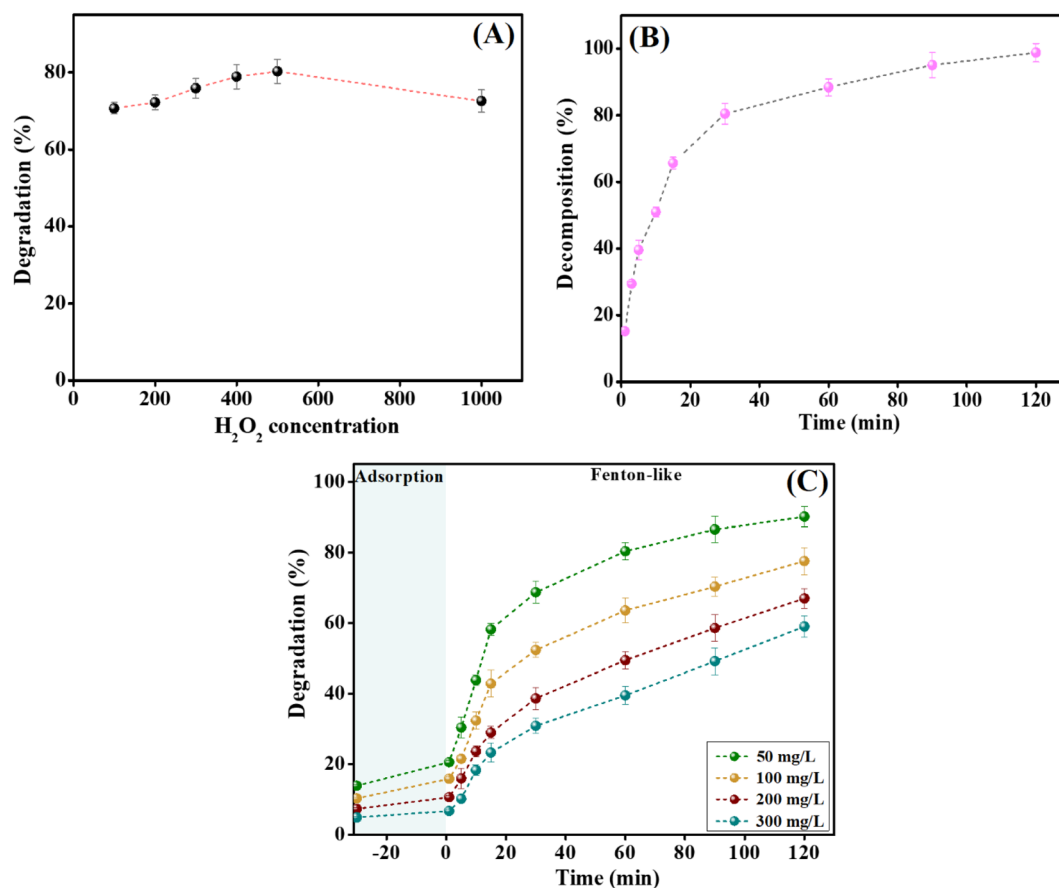 (A)
Degradation (%)
80
60
40
20
0
0 200 400 600 800 1000
H₂O₂ concentration
(B)
Decomposition (%)
100
80
60
40
20
0
0 20 40 60 80 100 120
Time (min)
Adsorption Fenton-like (C)
Degradation (%)
100
80
60
40
20
0
-20 0 20 40 60 80 100 120
Time (min)
50 mg/L
100 mg/L
200 mg/L
300 mg/L